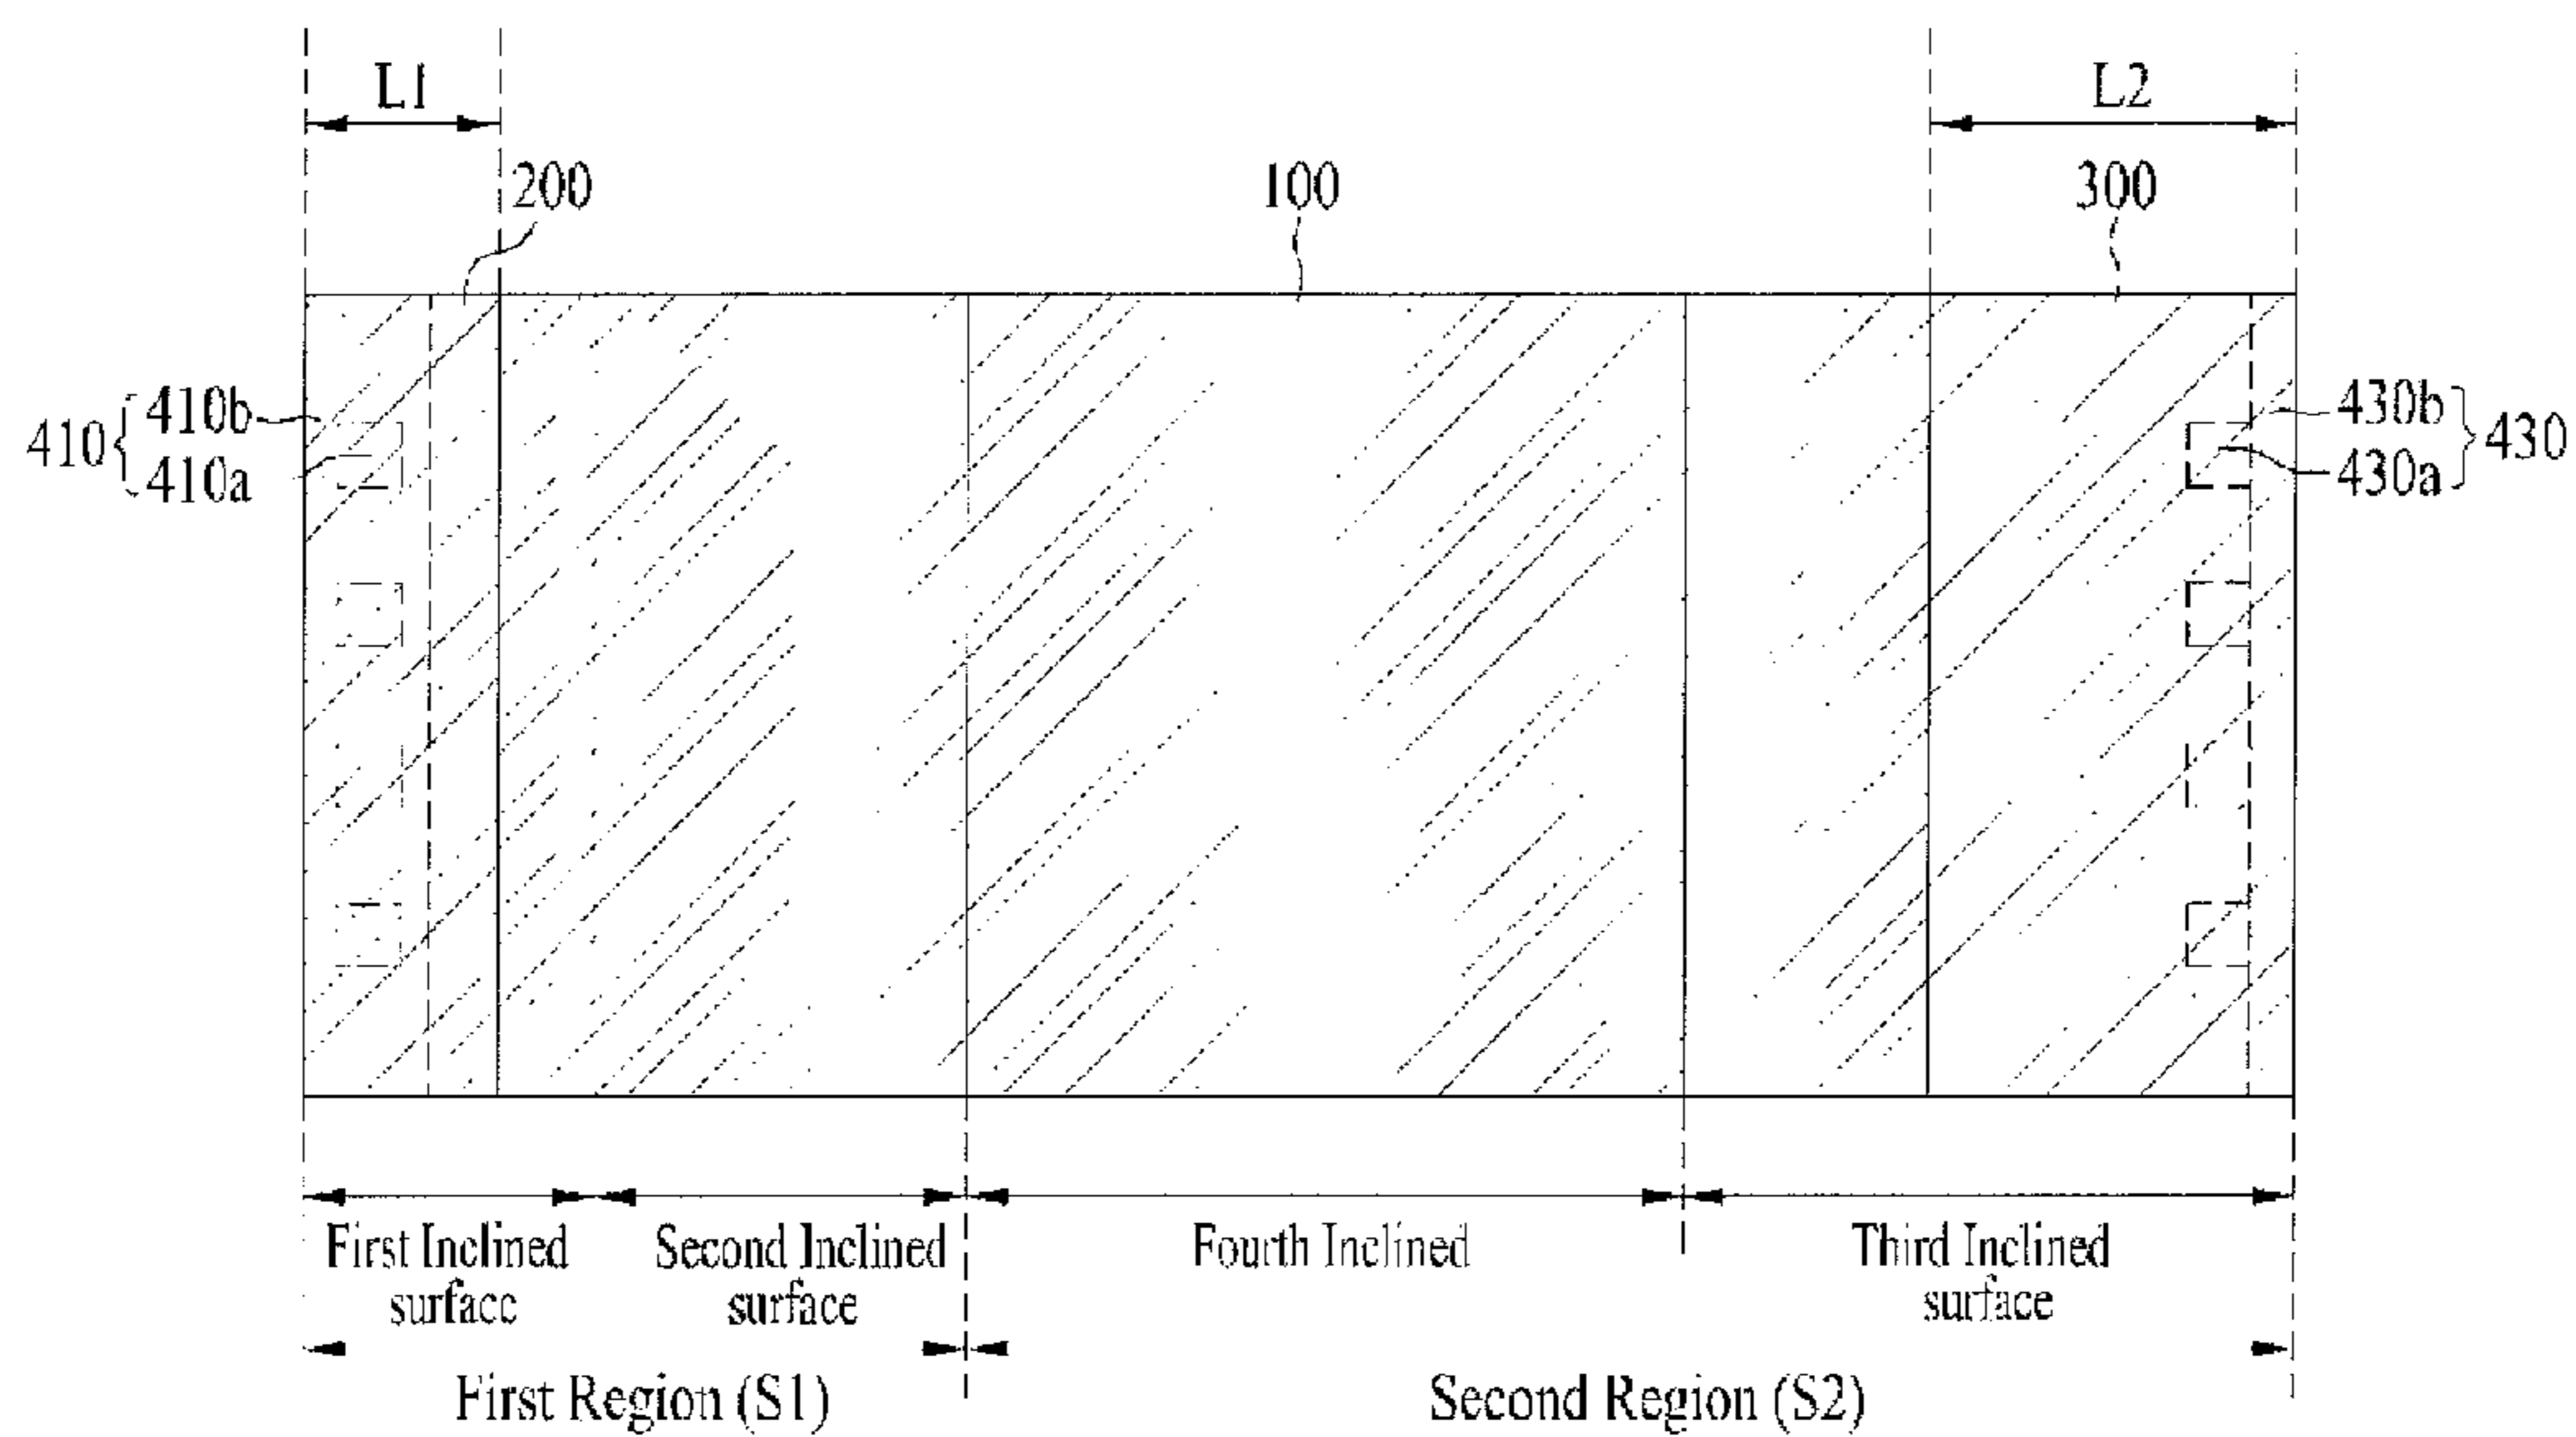 L1
L2
200
100
300
410
410b
410a
430b
430a
430
First Inclined
surface
Second Inclined
surface
Fourth Inclined
Third Inclined
surface
First Region (S1)
Second Region (S2)